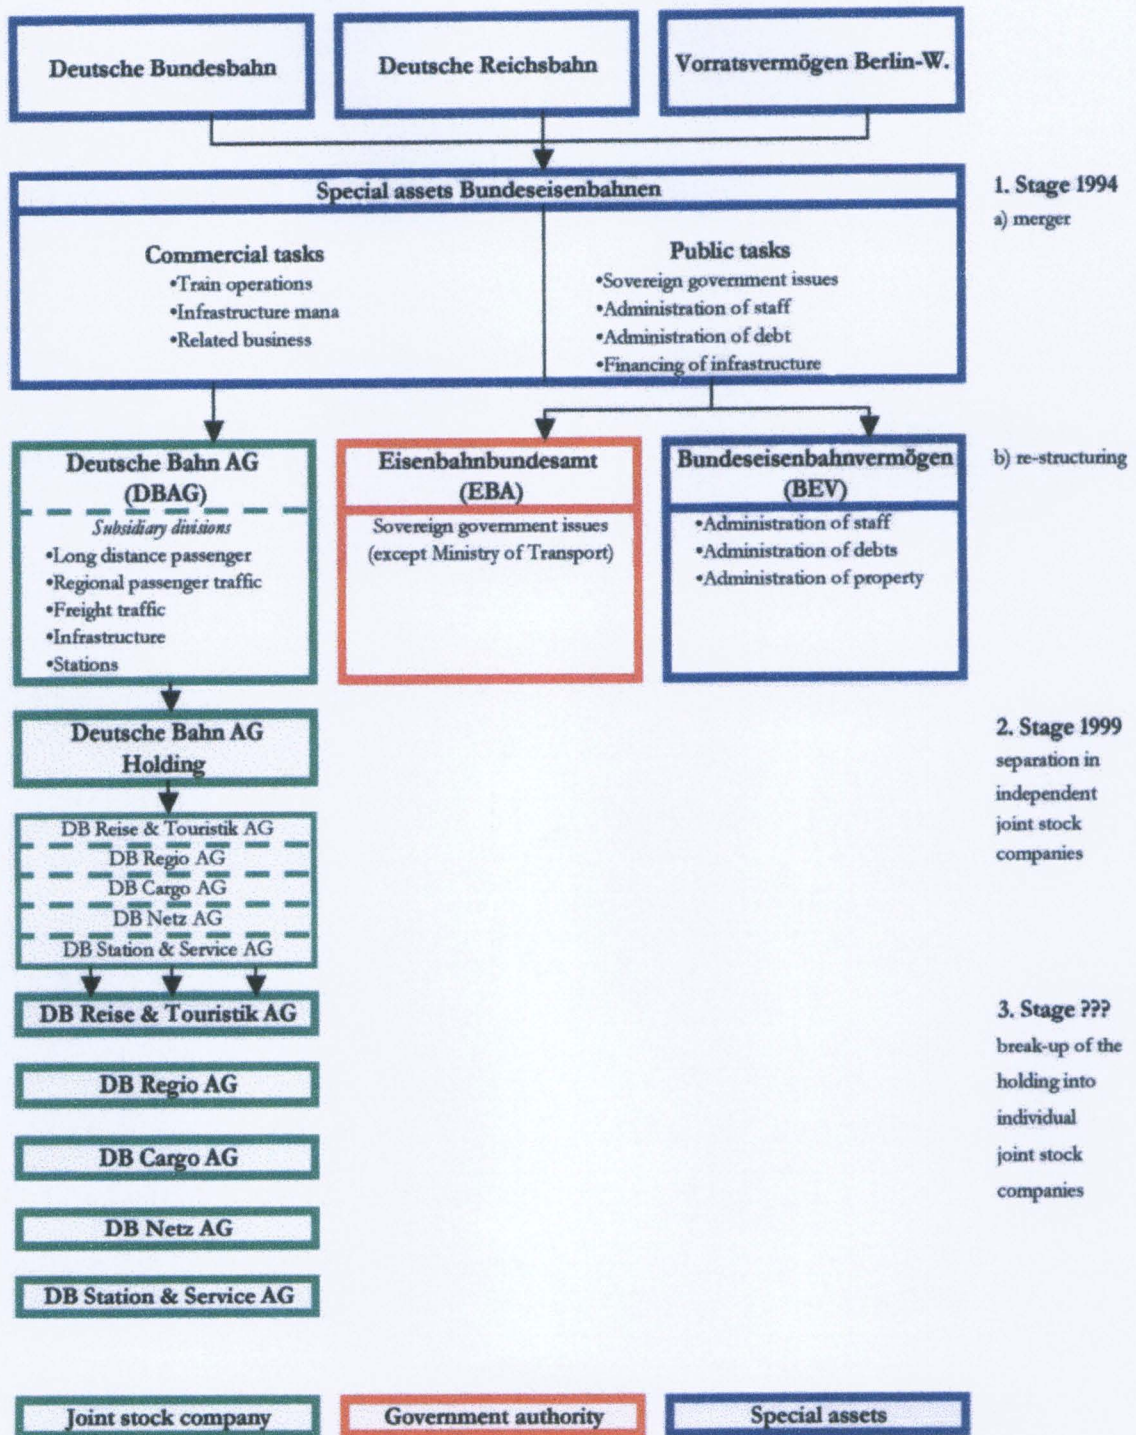 Deutsche Bundesbahn
Deutsche Reichsbahn
Vorratsvermögen Berlin-W.
Special assets Bundeseisenbahnen
1. Stage 1994
a) merger
Commercial tasks
•Train operations
•Infrastructure mana
•Related business
Public tasks
•Sovereign government issues
•Administration of staff
•Administration of debt
•Financing of infrastructure
Deutsche Bahn AG
(DBAG)
Subsidiary divisions
•Long distance passenger
•Regional passenger traffic
•Freight traffic
•Infrastructure
•Stations
Eisenbahnbundesamt
(EBA)
Sovereign government issues
(except Ministry of Transport)
Bundeseisenbahnvermögen
(BEV)
•Administration of staff
•Administration of debts
•Administration of property
b) re-structuring
Deutsche Bahn AG
Holding
2. Stage 1999
separation in
independent
joint stock
companies
DB Reise & Touristik AG
DB Regio AG
DB Cargo AG
DB Netz AG
DB Station & Service AG
DB Reise & Touristik AG
DB Regio AG
DB Cargo AG
DB Netz AG
DB Station & Service AG
3. Stage ???
break-up of the
holding into
individual
joint stock
companies
Joint stock company
Government authority
Special assets